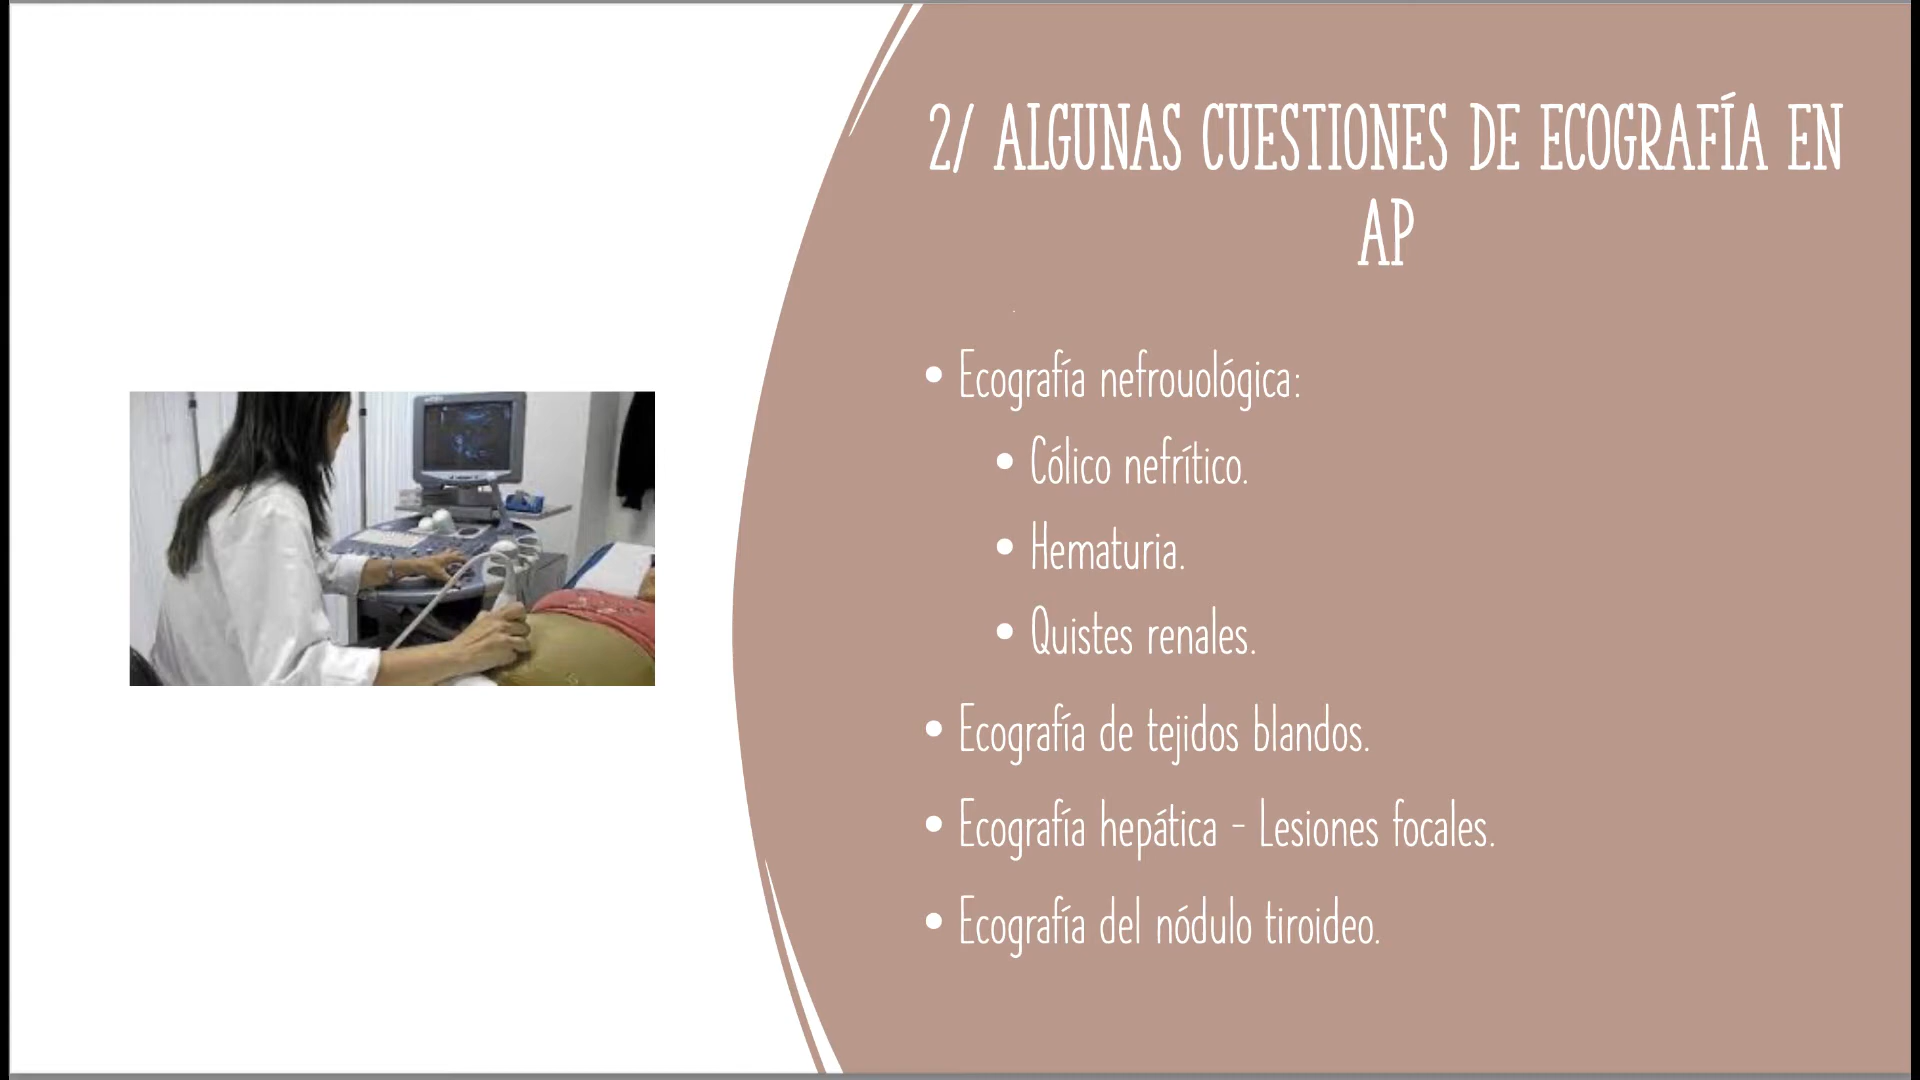 2/ ALGUNAS CUESTIONES DE ECOGRAFÍA EN
AP
• Ecografía nefrouológica:
• Cólico nefrítico.
• Hematuria.
• Quistes renales.
• Ecografía de tejidos blandos.
• Ecografía hepática - Lesiones focales.
• Ecografía del nódulo tiroideo.